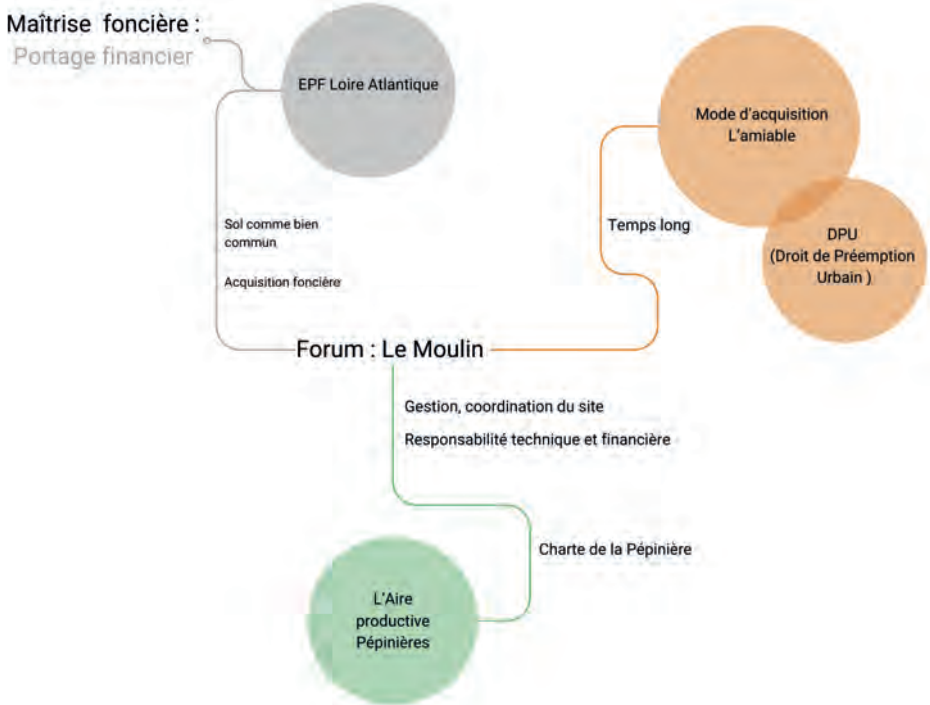 Maîtrise foncière :
Portage financier
EPF Loire Atlantique
Mode d'acquisition
L'amiable
Sol comme bien
commun
Temps long
DPU
(Droit de Préemption
Urbain )
Acquisition foncière
Forum : Le Moulin
Gestion, coordination du site
Responsabilité technique et financière
Charte de la Pépinière
L'Aire
productive
Pépinières